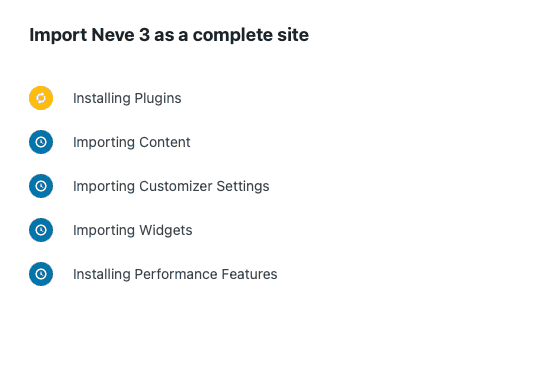 Import Neve 3 as a complete site
Installing Plugins
Importing Content
Importing Customizer Settings
Importing Widgets
Installing Performance Features